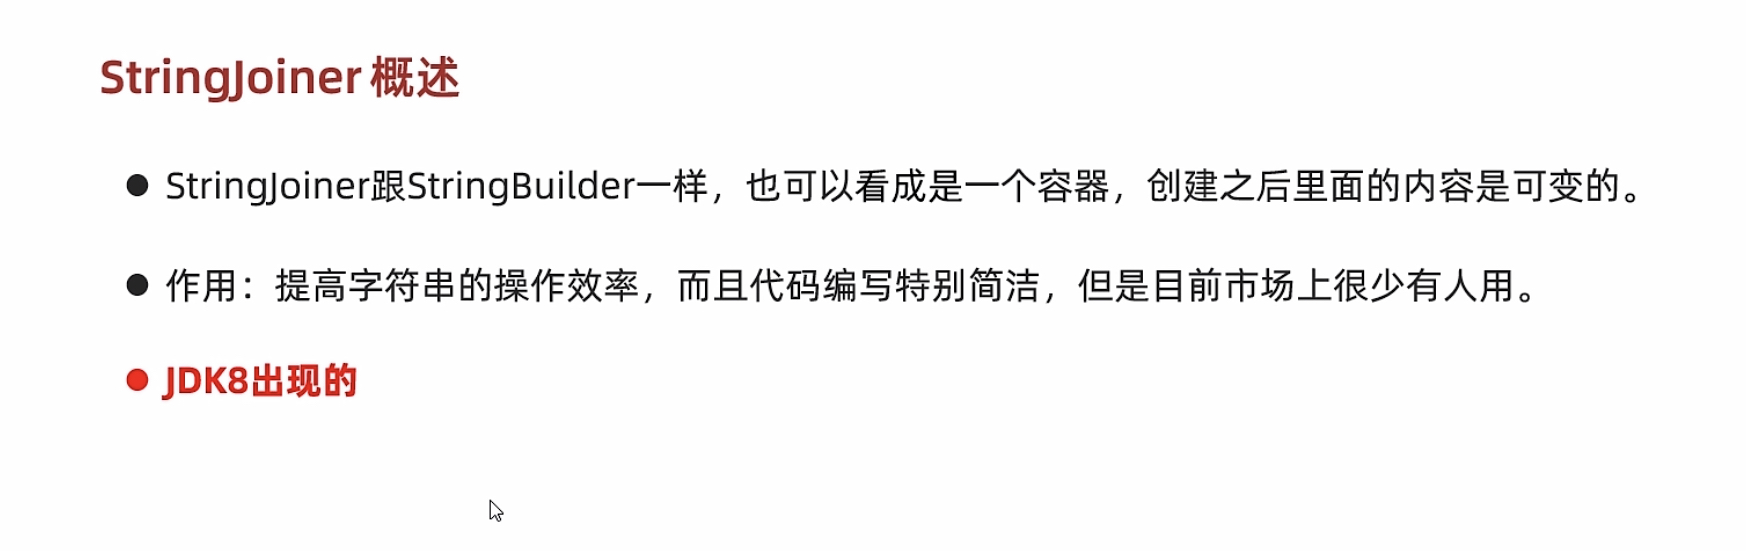 StringJoiner 概述
● StringJoiner跟StringBuilder一样，也可以看成是一个容器，创建之后里面的内容是可变的。
● 作用：提高字符串的操作效率，而且代码编写特别简洁，但是目前市场上很少有人用。
● JDK8出现的